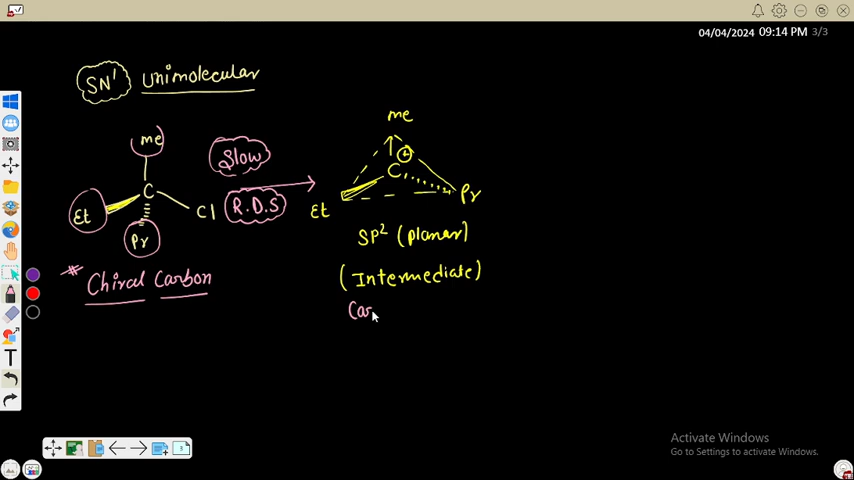 04/04/2024 09:14 PM 3/3
SN¹ Unimolecular
me
Et
C
Cl
Pr
* Chiral Carbon
Slow
R.D.S
me
+
C
Et
Pr
SP² (planar)
(Intermediate)
(Car
T
3
Activate Windows
Go to Settings to activate Windows.